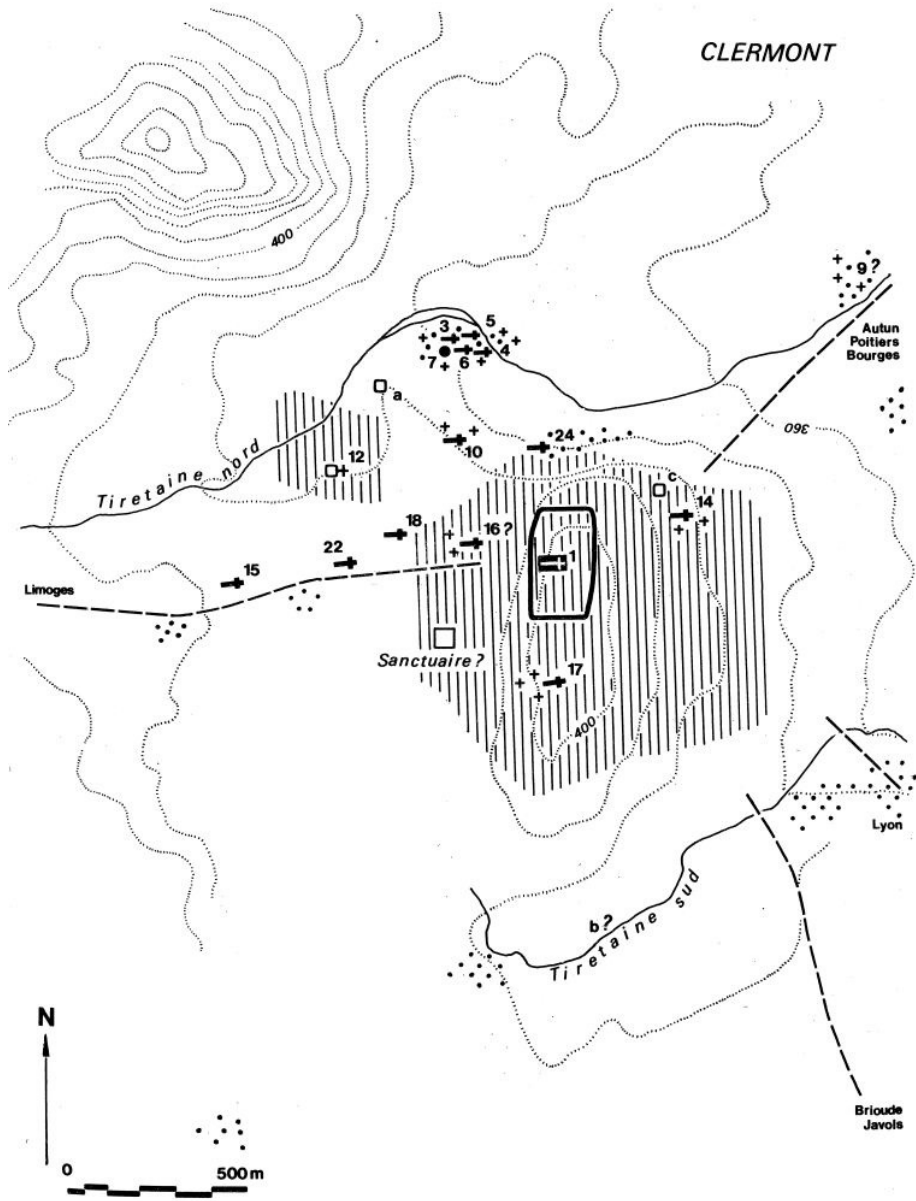 CLERMONT
400
9?
Autun
Poitiers
Bourges
3
5
7
6
4
a
360
10
24
12
c
14
Tiretaine nord
18
16?
1
22
15
Limoges
Sanctuaire?
17
400
Lyon
b?
Tiretaine sud
N
Brioude
Javols
0
500 m